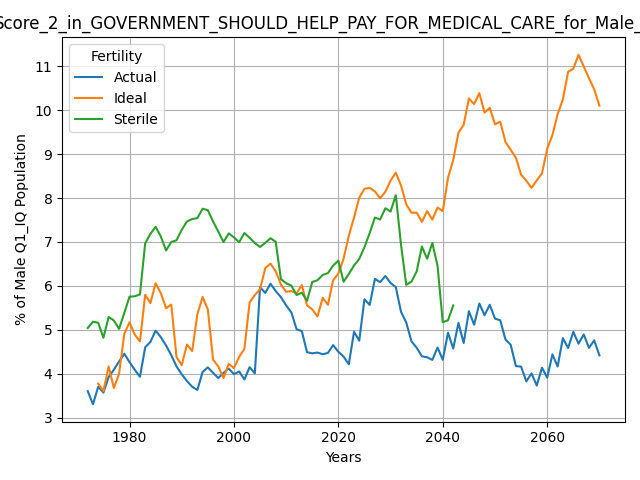 Score_2_in_GOVERNMENT_SHOULD_HELP_PAY_FOR_MEDICAL_CARE_for_Male_
Fertility
Actual
Ideal
Sterile
% of Male Q1_IQ Population
11
10
9
8
7
6
5
4
3
1980
2000
2020
2040
2060
Years